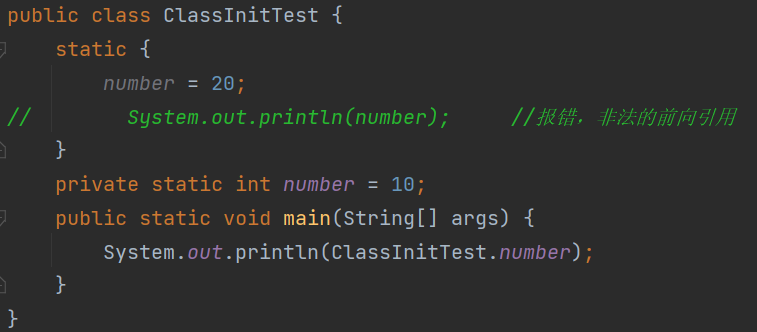 public class ClassInitTest {
static {
number = 20;
// System.out.println(number); //报错，非法的前向引用
}
private static int number = 10;
public static void main(String[] args) {
System.out.println(ClassInitTest.number);
}
}